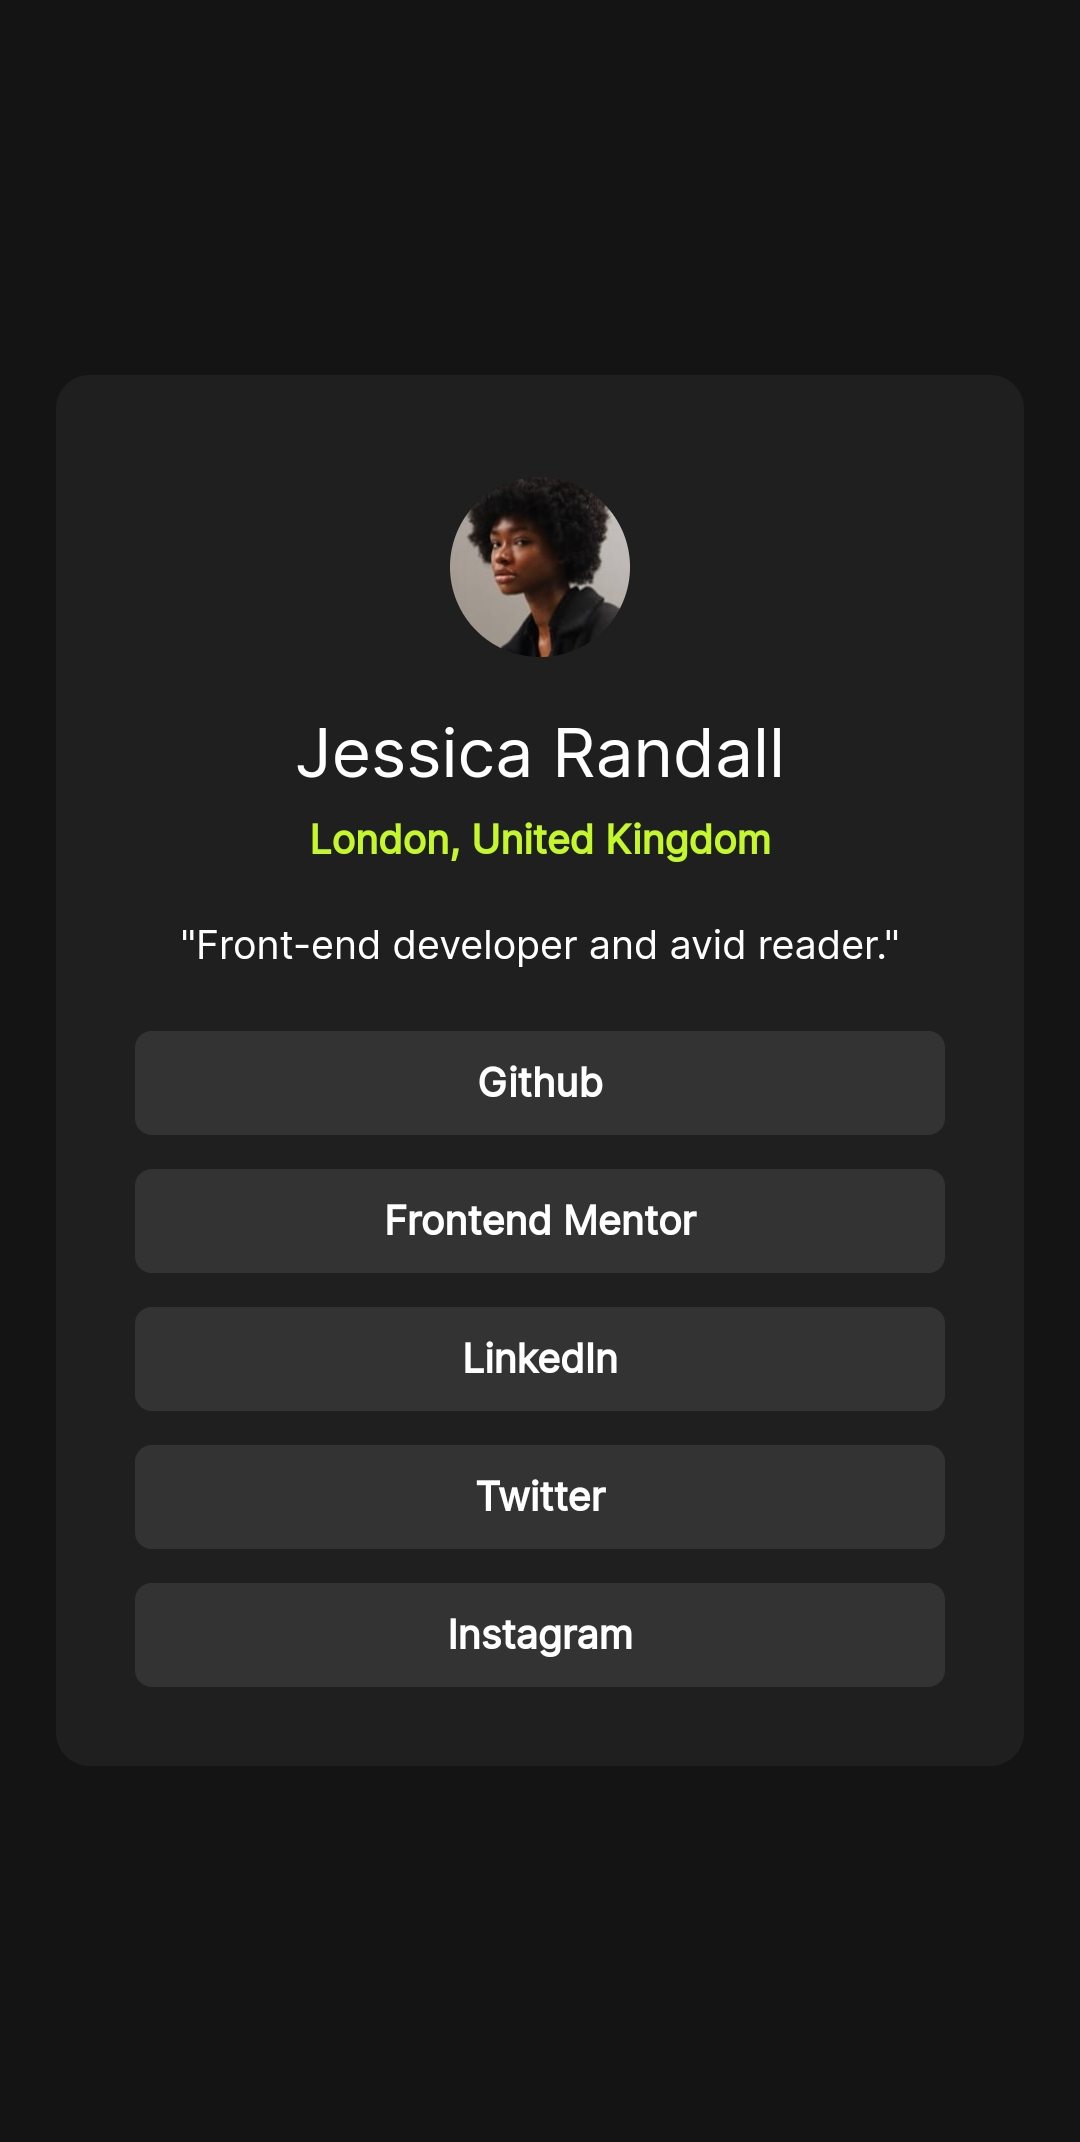 Jessica Randall
London, United Kingdom
"Front-end developer and avid reader."
Github
Frontend Mentor
LinkedIn
Twitter
Instagram